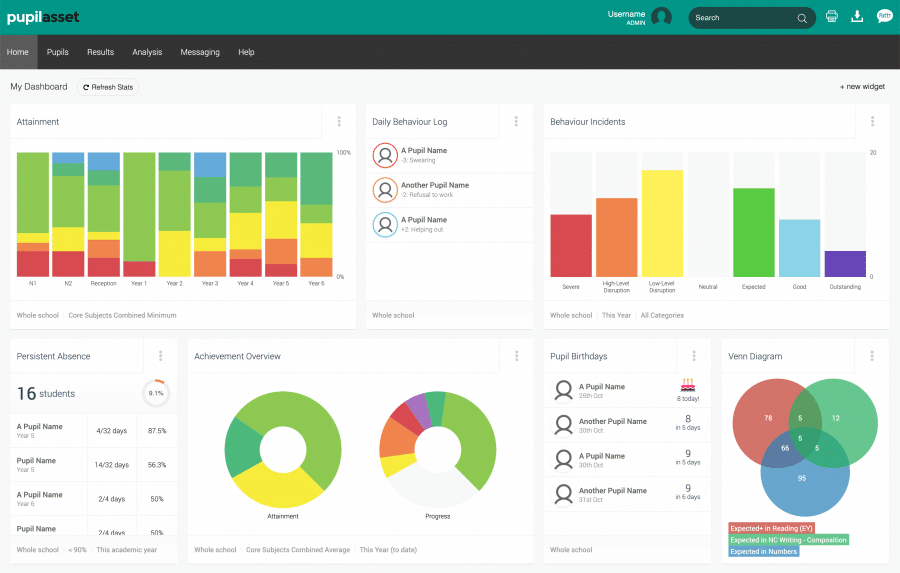 pupilasset
Username
ADMIN
Search
Home
Pupils
Results
Analysis
Messaging
Help
My Dashboard
Refresh Stats
+ new widget
Attainment
100%
0%
N1
N2
Reception
Year 1
Year 2
Year 3
Year 4
Year 5
Year 6
Whole school
Core Subjects Combined Minimum
Daily Behaviour Log
A Pupil Name
-3: Swearing
Another Pupil Name
-2: Refusal to work
A Pupil Name
+2: Helping out
Whole school
Behaviour Incidents
20
0
Severe
High-Level
Disruption
Low-Level
Disruption
Neutral
Expected
Good
Outstanding
Whole school
This Year
All Categories
Persistent Absence
16 students
9.1%
A Pupil Name
Year 5
4/32 days
87.5%
Pupil Name
Year 5
14/32 days
56.3%
A Pupil Name
Year 6
2/4 days
50%
Pupil Name
2/4 days
50%
Whole school
< 90%
This academic year
Achievement Overview
Attainment
Progress
Whole school
Core Subjects Combined Average
This Year (to date)
Pupil Birthdays
A Pupil Name
25th Oct
8 today!
Another Pupil Name
30th Oct
8
in 5 days
A Pupil Name
30th Oct
9
in 5 days
Another Pupil Name
31st Oct
9
in 6 days
Whole school
Venn Diagram
78
5
12
5
66
5
95
Expected+ in Reading (EY)
Expected in NC Writing - Composition
Expected in Numbers